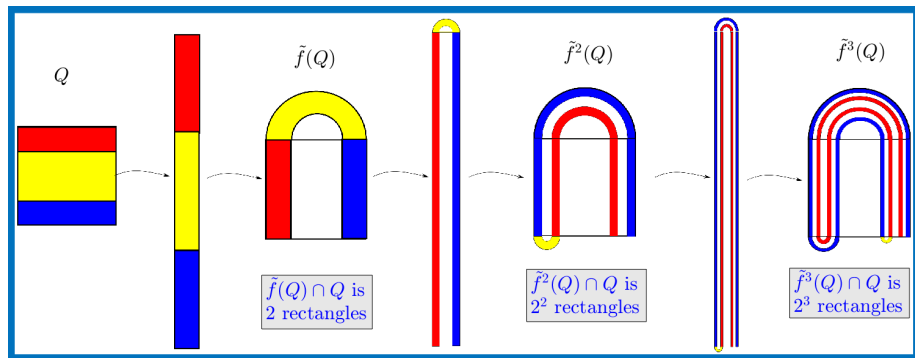 Q
f̃(Q)
f̃²(Q)
f̃³(Q)
f̃(Q) ∩ Q is
2 rectangles
f̃²(Q) ∩ Q is
2² rectangles
f̃³(Q) ∩ Q is
2³ rectangles